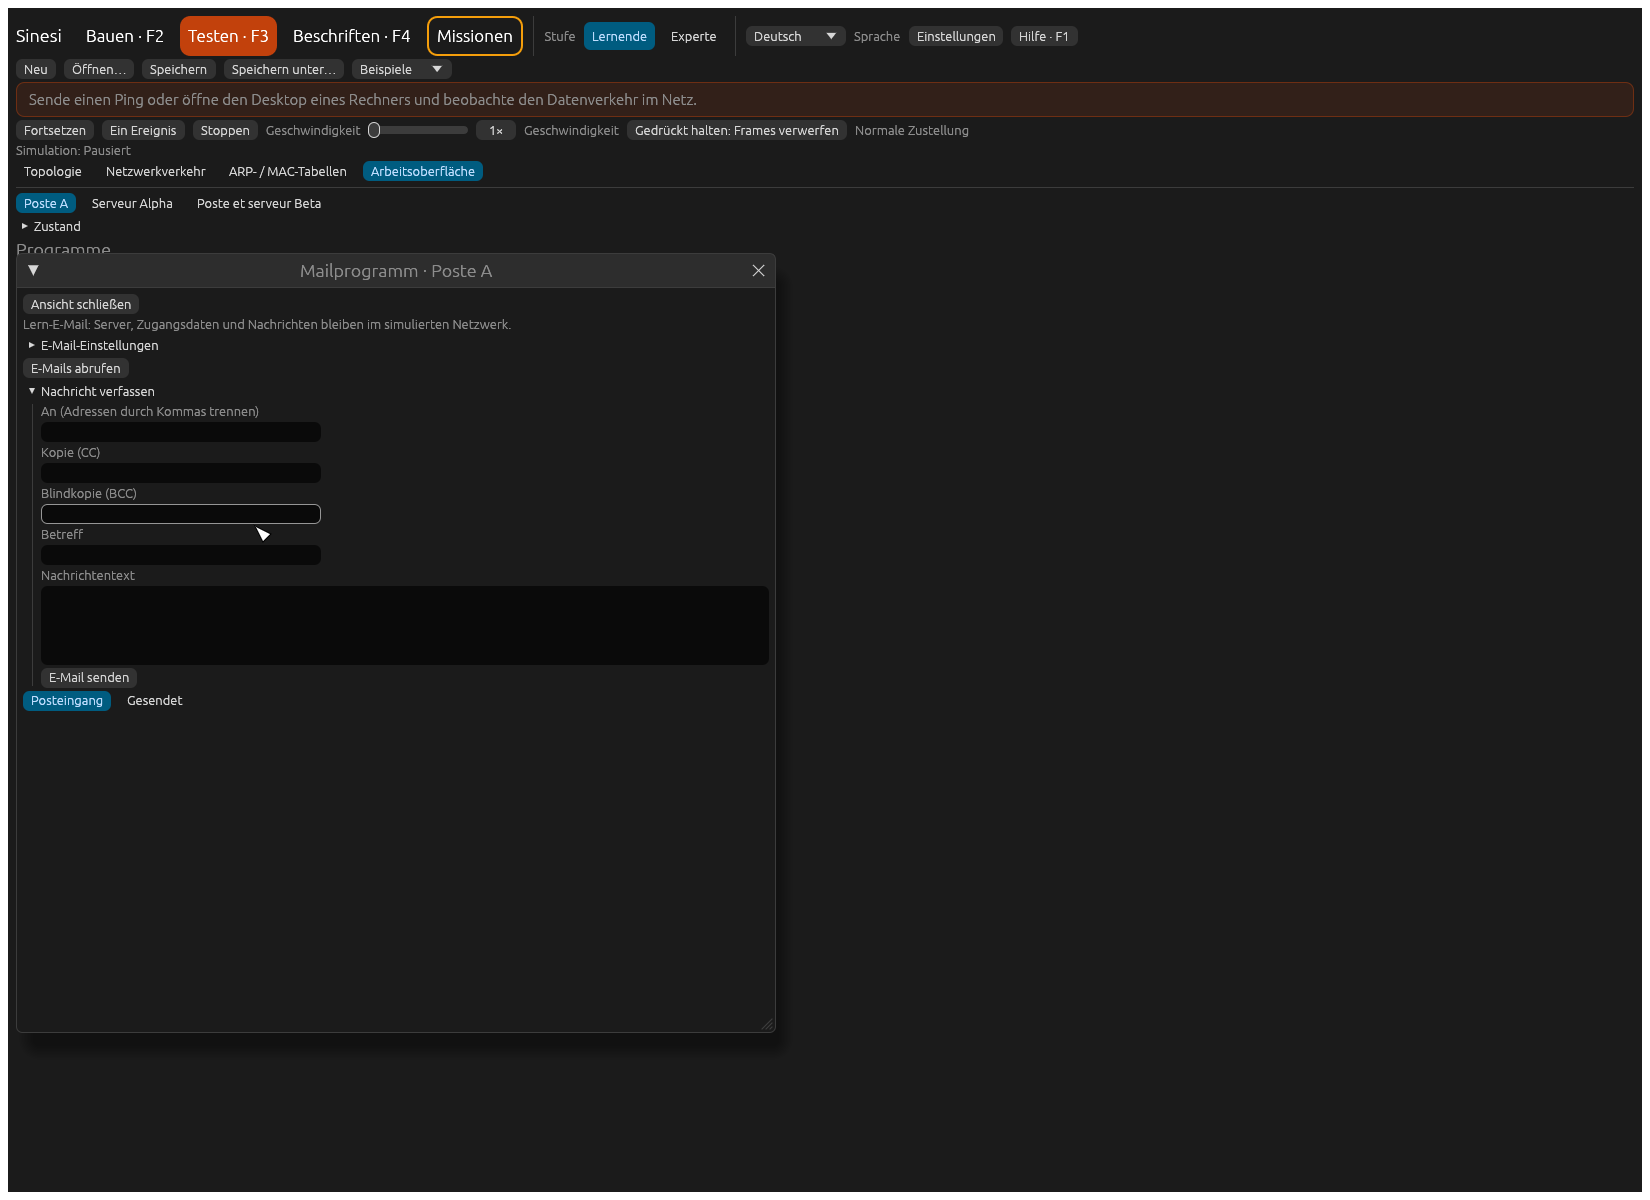 Sinesi Bauen · F2 Testen · F3 Beschriften · F4 Missionen Stufe Lernende Experte Deutsch Sprache Einstellungen Hilfe · F1
Neu Öffnen... Speichern Speichern unter... Beispiele
Sende einen Ping oder öffne den Desktop eines Rechners und beobachte den Datenverkehr im Netz.
Fortsetzen Ein Ereignis Stoppen Geschwindigkeit 1× Geschwindigkeit Gedrückt halten: Frames verwerfen Normale Zustellung
Simulation: Pausiert
Topologie Netzwerkverkehr ARP- / MAC-Tabellen Arbeitsoberfläche
Poste A Serveur Alpha Poste et serveur Beta
Zustand
Programme
Mailprogramm · Poste A
Ansicht schließen
Lern-E-Mail: Server, Zugangsdaten und Nachrichten bleiben im simulierten Netzwerk.
E-Mail-Einstellungen
E-Mails abrufen
Nachricht verfassen
An (Adressen durch Kommas trennen)
Kopie (CC)
Blindkopie (BCC)
Betreff
Nachrichtentext
E-Mail senden
Posteingang Gesendet